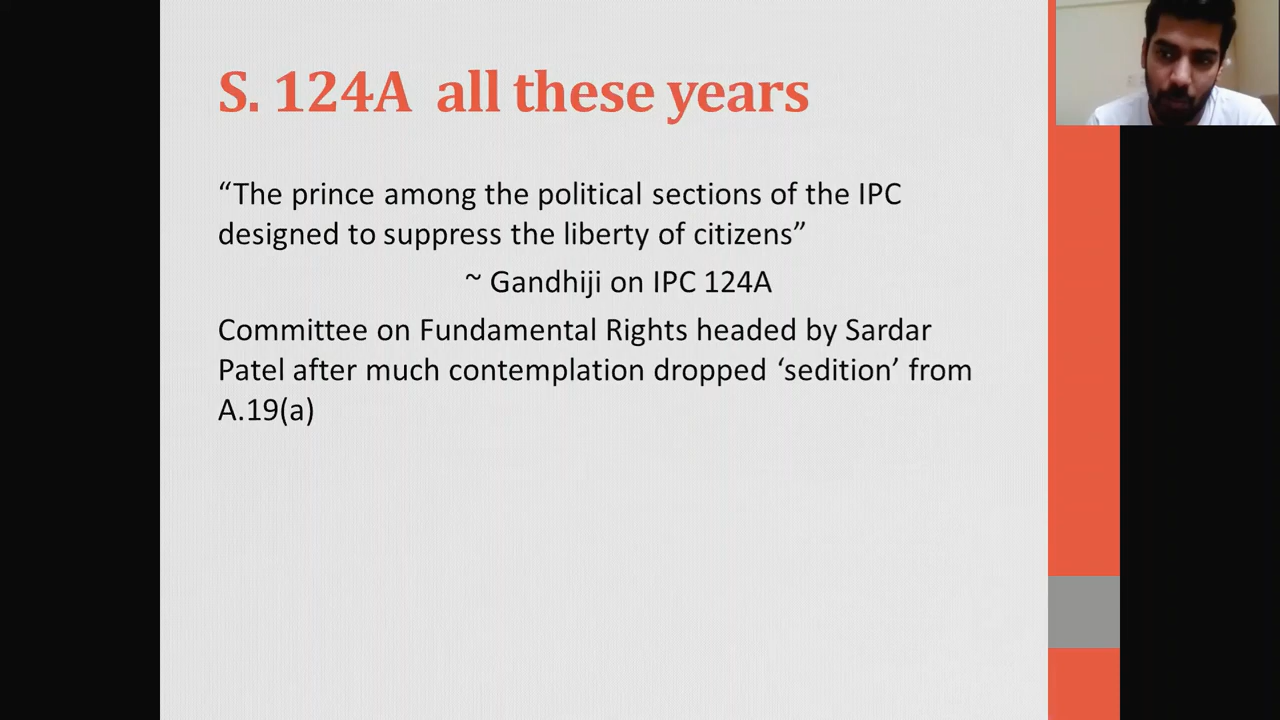 S. 124A all these years
“The prince among the political sections of the IPC
designed to suppress the liberty of citizens”
~ Gandhiji on IPC 124A
Committee on Fundamental Rights headed by Sardar
Patel after much contemplation dropped ‘sedition’ from
A.19(a)